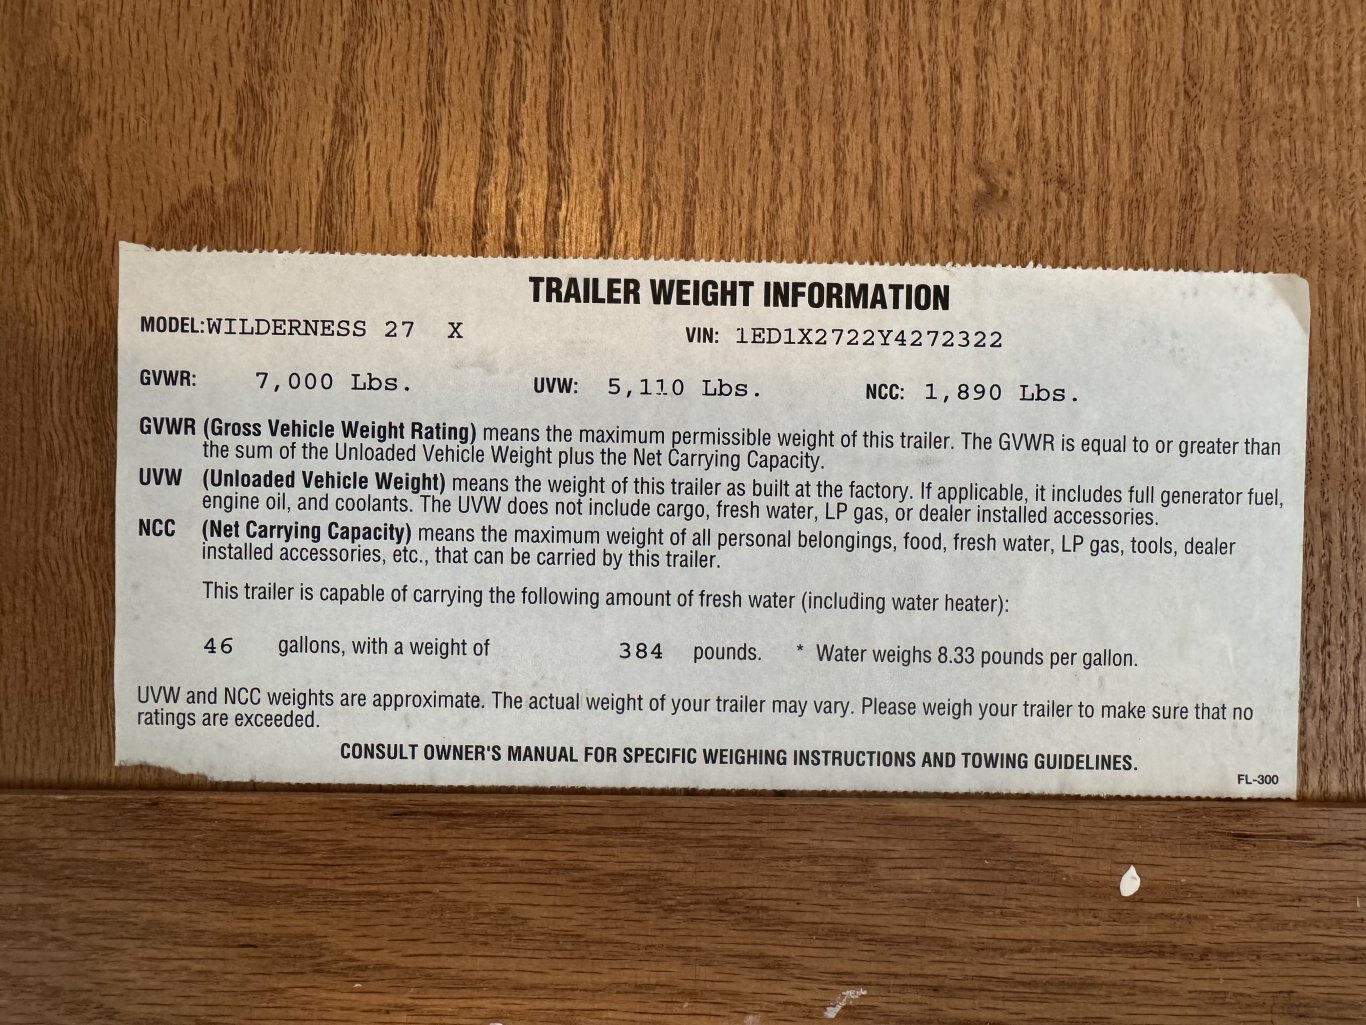 TRAILER WEIGHT INFORMATION
MODEL:WILDERNESS 27 X VIN: 1ED1X2722Y4272322
GVWR: 7,000 Lbs. UVW: 5,110 Lbs. NCC: 1,890 Lbs.
GVWR (Gross Vehicle Weight Rating) means the maximum permissible weight of this trailer. The GVWR is equal to or greater than
the sum of the Unloaded Vehicle Weight plus the Net Carrying Capacity.
UVW (Unloaded Vehicle Weight) means the weight of this trailer as built at the factory. If applicable, it includes full generator fuel,
engine oil, and coolants. The UVW does not include cargo, fresh water, LP gas, or dealer installed accessories.
NCC (Net Carrying Capacity) means the maximum weight of all personal belongings, food, fresh water, LP gas, tools, dealer
installed accessories, etc., that can be carried by this trailer.
This trailer is capable of carrying the following amount of fresh water (including water heater):
46 gallons, with a weight of 384 pounds. * Water weighs 8.33 pounds per gallon.
UVW and NCC weights are approximate. The actual weight of your trailer may vary. Please weigh your trailer to make sure that no
ratings are exceeded.
CONSULT OWNER'S MANUAL FOR SPECIFIC WEIGHING INSTRUCTIONS AND TOWING GUIDELINES.
FL-300